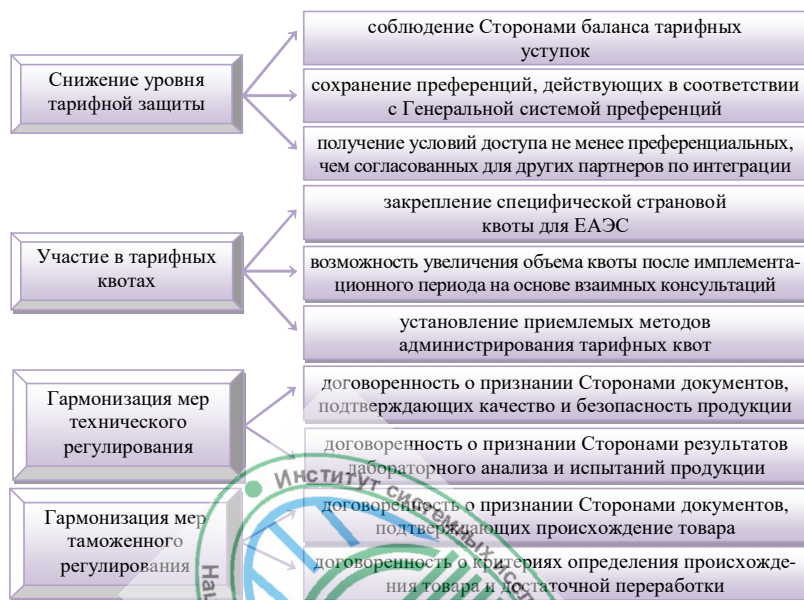 Снижение уровня
тарифной защиты
соблюдение Сторонами баланса тарифных
уступок
сохранение преференций, действующих в соответствии
с Генеральной системой преференций
получение условий доступа не менее преференциальных,
чем согласованных для других партнеров по интеграции
Участие в тарифных
квотах
закрепление специфической страновой
квоты для ЕАЭС
возможность увеличения объема квоты после имплемента-
ционного периода на основе взаимных консультаций
установление приемлемых методов
администрирования тарифных квот
Гармонизация мер
технического
регулирования
договоренность о признании Сторонами документов,
подтверждающих качество и безопасность продукции
договоренность о признании Сторонами результатов
лабораторного анализа и испытаний продукции
Гармонизация мер
таможенного
регулирования
договоренность о признании Сторонами документов,
подтверждающих происхождение товара
договоренность о критериях определения происхожде-
ния товара и достаточной переработки
Институт системных